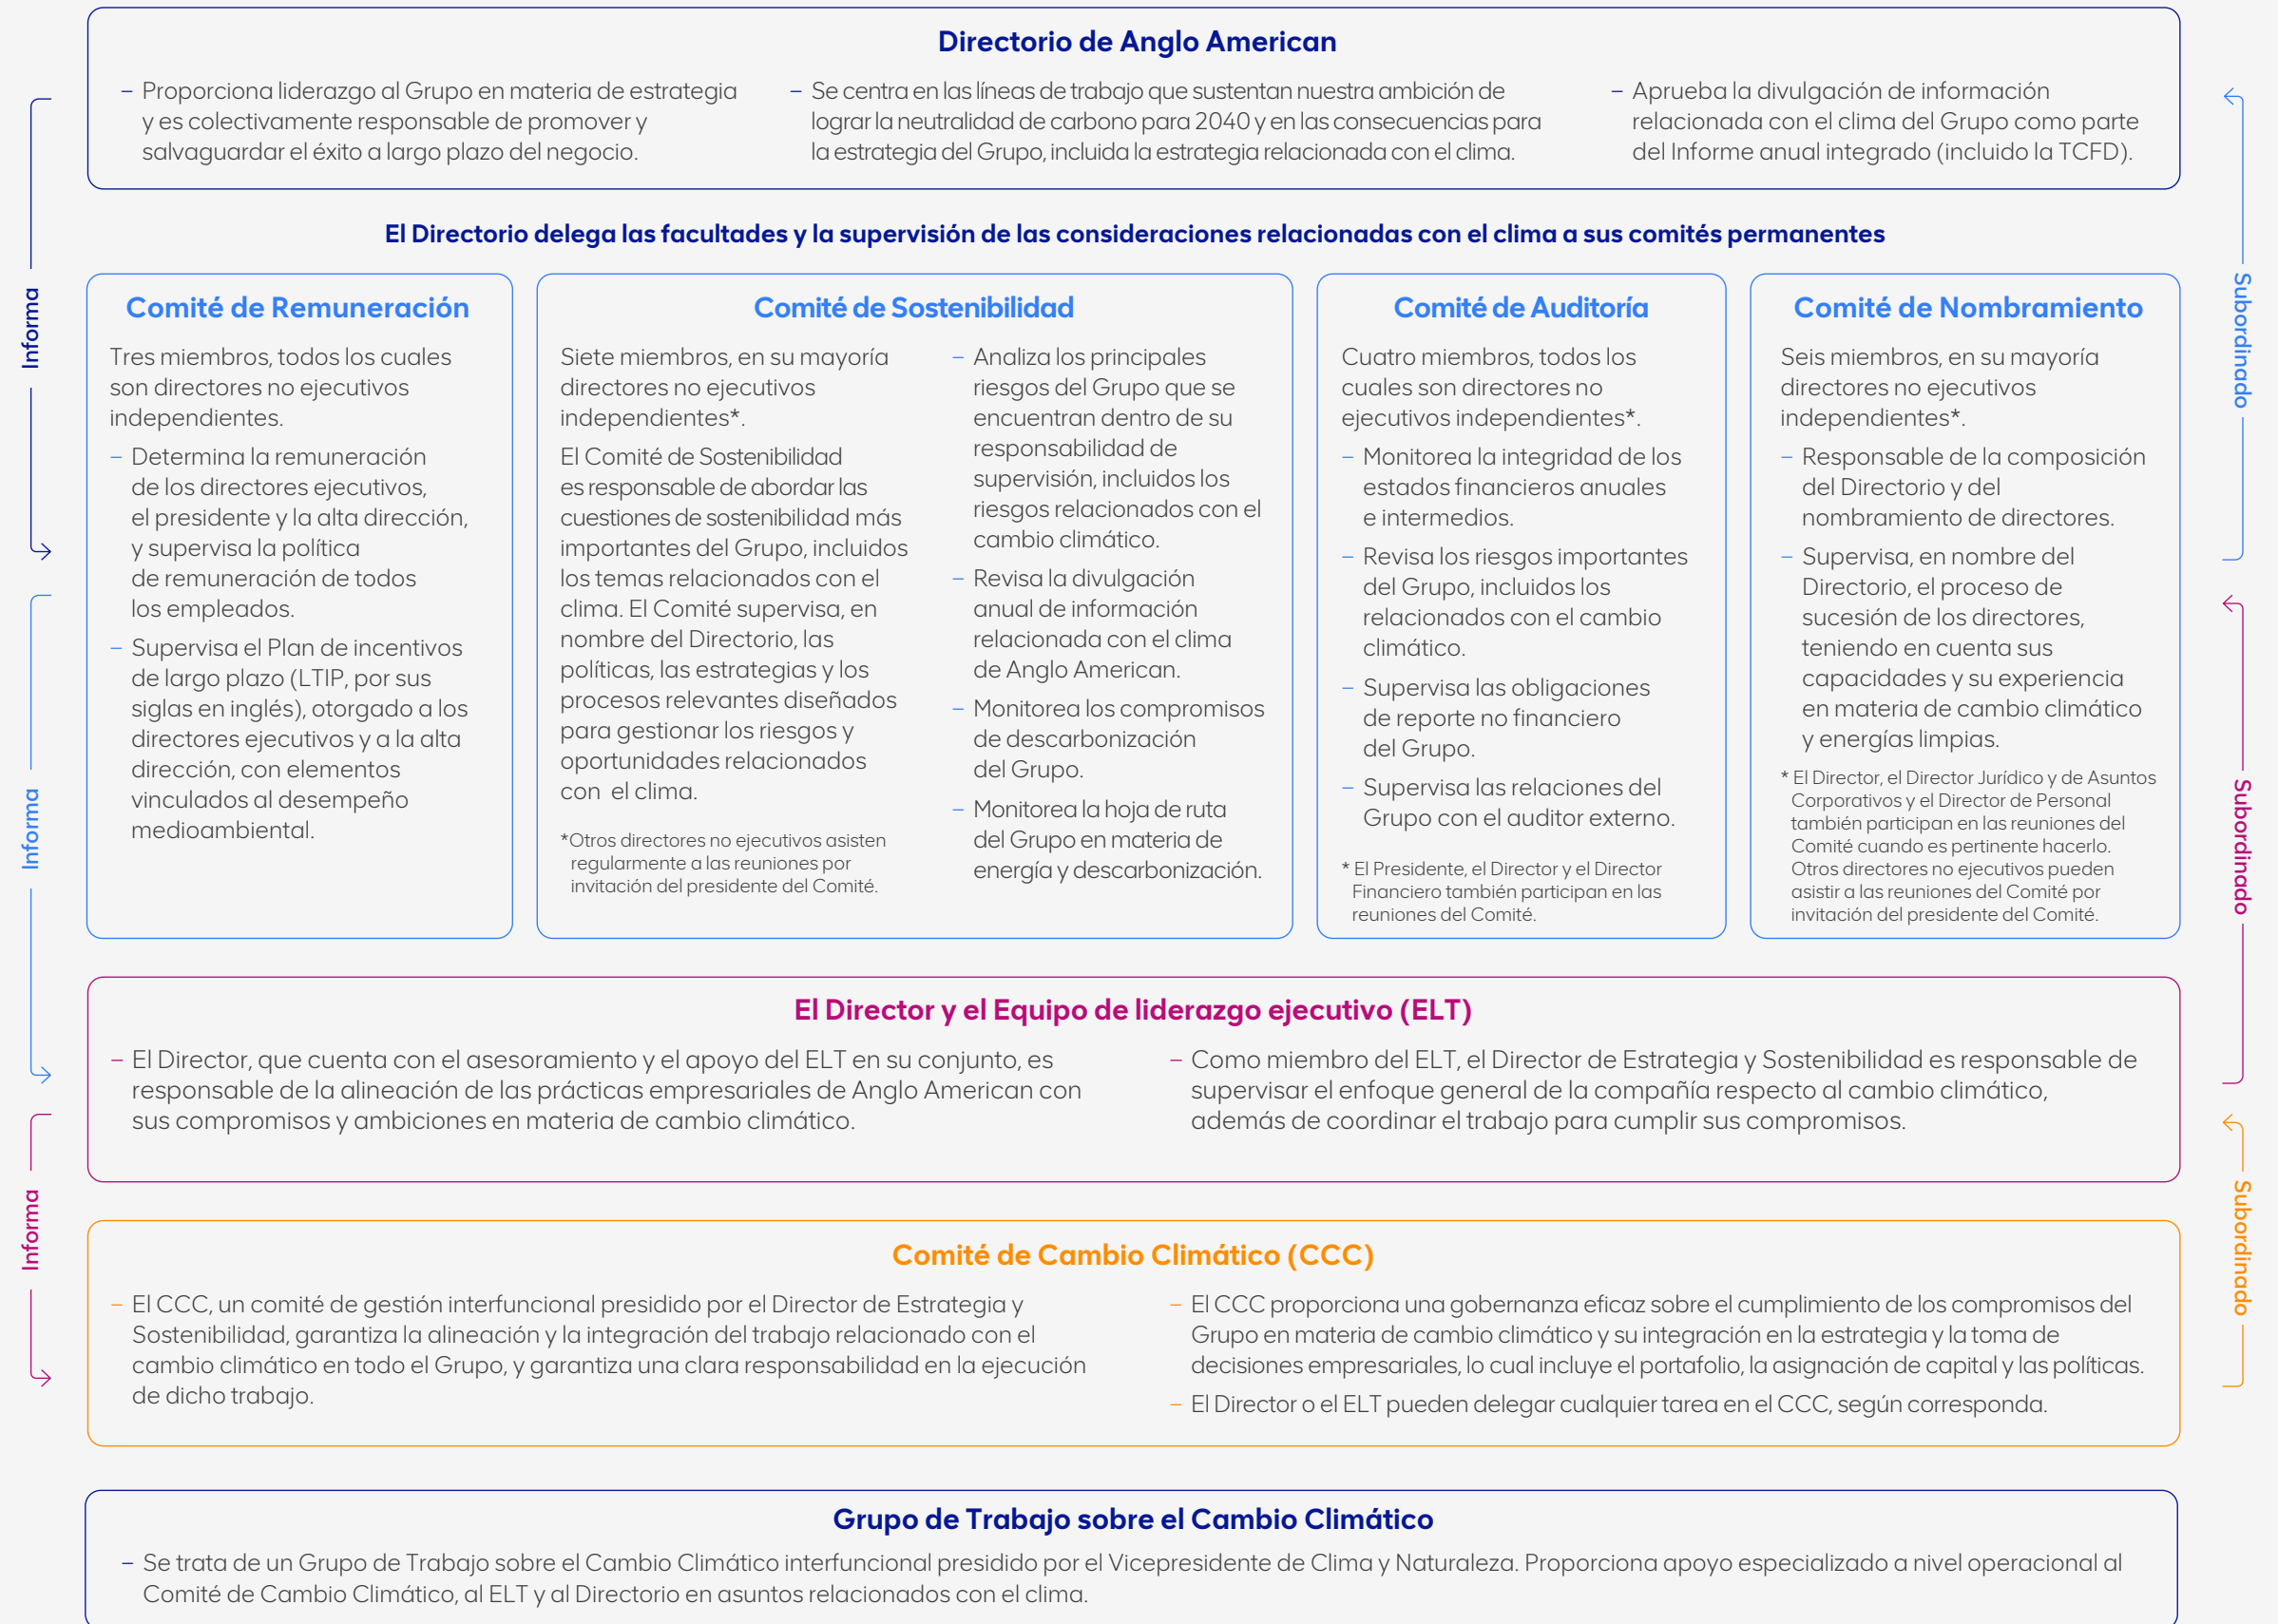 Directorio de Anglo American
– Proporciona liderazgo al Grupo en materia de estrategia
y es colectivamente responsable de promover y
salvaguardar el éxito a largo plazo del negocio.
– Se centra en las líneas de trabajo que sustentan nuestra ambición de
lograr la neutralidad de carbono para 2040 y en las consecuencias para
la estrategia del Grupo, incluida la estrategia relacionada con el clima.
– Aprueba la divulgación de información
relacionada con el clima del Grupo como parte
del Informe anual integrado (incluido la TCFD).
El Directorio delega las facultades y la supervisión de las consideraciones relacionadas con el clima a sus comités permanentes
Informa
Subordinado
Comité de Remuneración
Tres miembros, todos los cuales
son directores no ejecutivos
independientes.
– Determina la remuneración
de los directores ejecutivos,
el presidente y la alta dirección,
y supervisa la política
de remuneración de todos
los empleados.
– Supervisa el Plan de incentivos
de largo plazo (LTIP, por sus
siglas en inglés), otorgado a los
directores ejecutivos y a la alta
dirección, con elementos
vinculados al desempeño
medioambiental.
Comité de Sostenibilidad
Siete miembros, en su mayoría
directores no ejecutivos
independientes*.
El Comité de Sostenibilidad
es responsable de abordar las
cuestiones de sostenibilidad más
importantes del Grupo, incluidos
los temas relacionados con el
clima. El Comité supervisa, en
nombre del Directorio, las
políticas, las estrategias y los
procesos relevantes diseñados
para gestionar los riesgos y
oportunidades relacionados
con el clima.
*Otros directores no ejecutivos asisten
regularmente a las reuniones por
invitación del presidente del Comité.
– Analiza los principales
riesgos del Grupo que se
encuentran dentro de su
responsabilidad de
supervisión, incluidos los
riesgos relacionados con el
cambio climático.
– Revisa la divulgación
anual de información
relacionada con el clima
de Anglo American.
– Monitorea los compromisos
de descarbonización
del Grupo.
– Monitorea la hoja de ruta
del Grupo en materia de
energía y descarbonización.
Comité de Auditoría
Cuatro miembros, todos los
cuales son directores no
ejecutivos independientes*.
– Monitorea la integridad de los
estados financieros anuales
e intermedios.
– Revisa los riesgos importantes
del Grupo, incluidos los
relacionados con el cambio
climático.
– Supervisa las obligaciones
de reporte no financiero
del Grupo.
– Supervisa las relaciones del
Grupo con el auditor externo.
* El Presidente, el Director y el Director
Financiero también participan en las
reuniones del Comité.
Comité de Nombramiento
Seis miembros, en su mayoría
directores no ejecutivos
independientes*.
– Responsable de la composición
del Directorio y del
nombramiento de directores.
– Supervisa, en nombre del
Directorio, el proceso de
sucesión de los directores,
teniendo en cuenta sus
capacidades y su experiencia
en materia de cambio climático
y energías limpias.
* El Director, el Director Jurídico y de Asuntos
Corporativos y el Director de Personal
también participan en las reuniones del
Comité cuando es pertinente hacerlo.
Otros directores no ejecutivos pueden
asistir a las reuniones del Comité por
invitación del presidente del Comité.
Informa
Subordinado
El Director y el Equipo de liderazgo ejecutivo (ELT)
– El Director, que cuenta con el asesoramiento y el apoyo del ELT en su conjunto, es
responsable de la alineación de las prácticas empresariales de Anglo American con
sus compromisos y ambiciones en materia de cambio climático.
– Como miembro del ELT, el Director de Estrategia y Sostenibilidad es responsable de
supervisar el enfoque general de la compañía respecto al cambio climático,
además de coordinar el trabajo para cumplir sus compromisos.
Informa
Subordinado
Comité de Cambio Climático (CCC)
– El CCC, un comité de gestión interfuncional presidido por el Director de Estrategia y
Sostenibilidad, garantiza la alineación y la integración del trabajo relacionado con el
cambio climático en todo el Grupo, y garantiza una clara responsabilidad en la ejecución
de dicho trabajo.
– El CCC proporciona una gobernanza eficaz sobre el cumplimiento de los compromisos del
Grupo en materia de cambio climático y su integración en la estrategia y la toma de
decisiones empresariales, lo cual incluye el portafolio, la asignación de capital y las políticas.
– El Director o el ELT pueden delegar cualquier tarea en el CCC, según corresponda.
Grupo de Trabajo sobre el Cambio Climático
– Se trata de un Grupo de Trabajo sobre el Cambio Climático interfuncional presidido por el Vicepresidente de Clima y Naturaleza. Proporciona apoyo especializado a nivel operacional al
Comité de Cambio Climático, al ELT y al Directorio en asuntos relacionados con el clima.